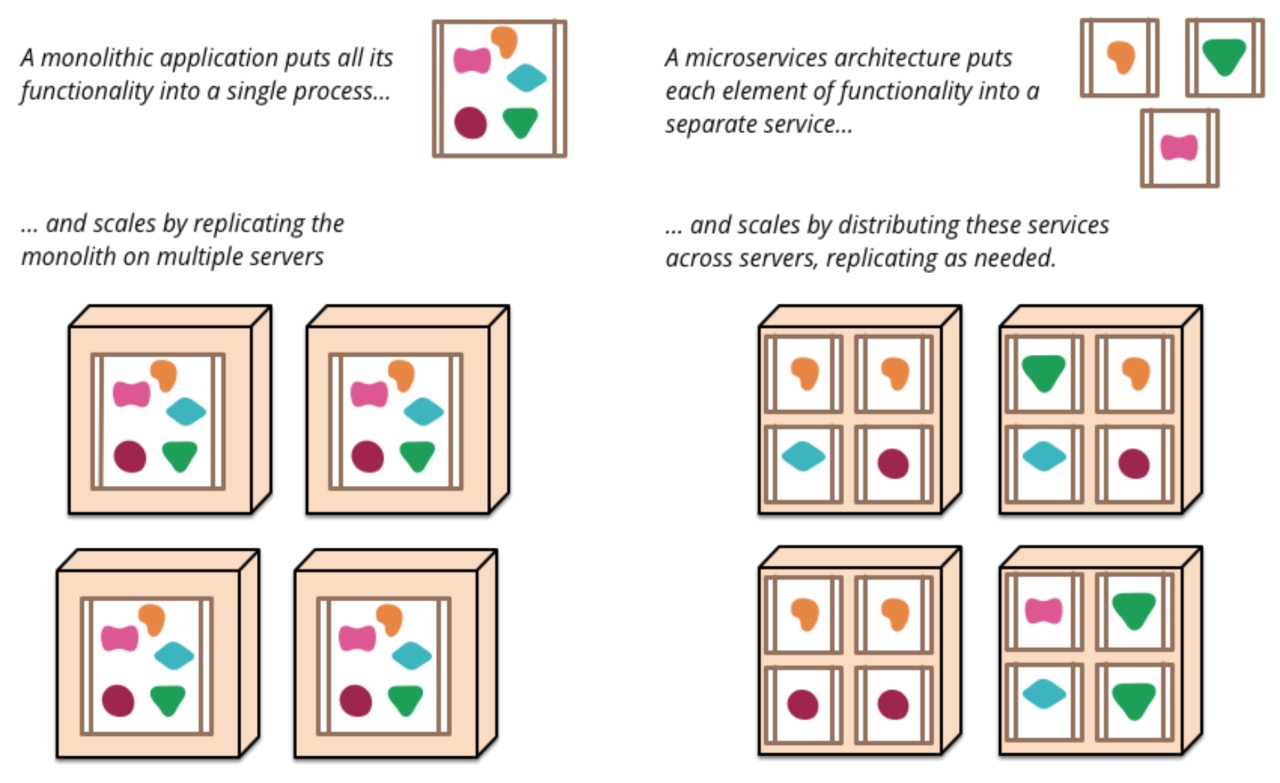 A monolithic application puts all its
functionality into a single process...
... and scales by replicating the
monolith on multiple servers
A microservices architecture puts
each element of functionality into a
separate service...
... and scales by distributing these services
across servers, replicating as needed.